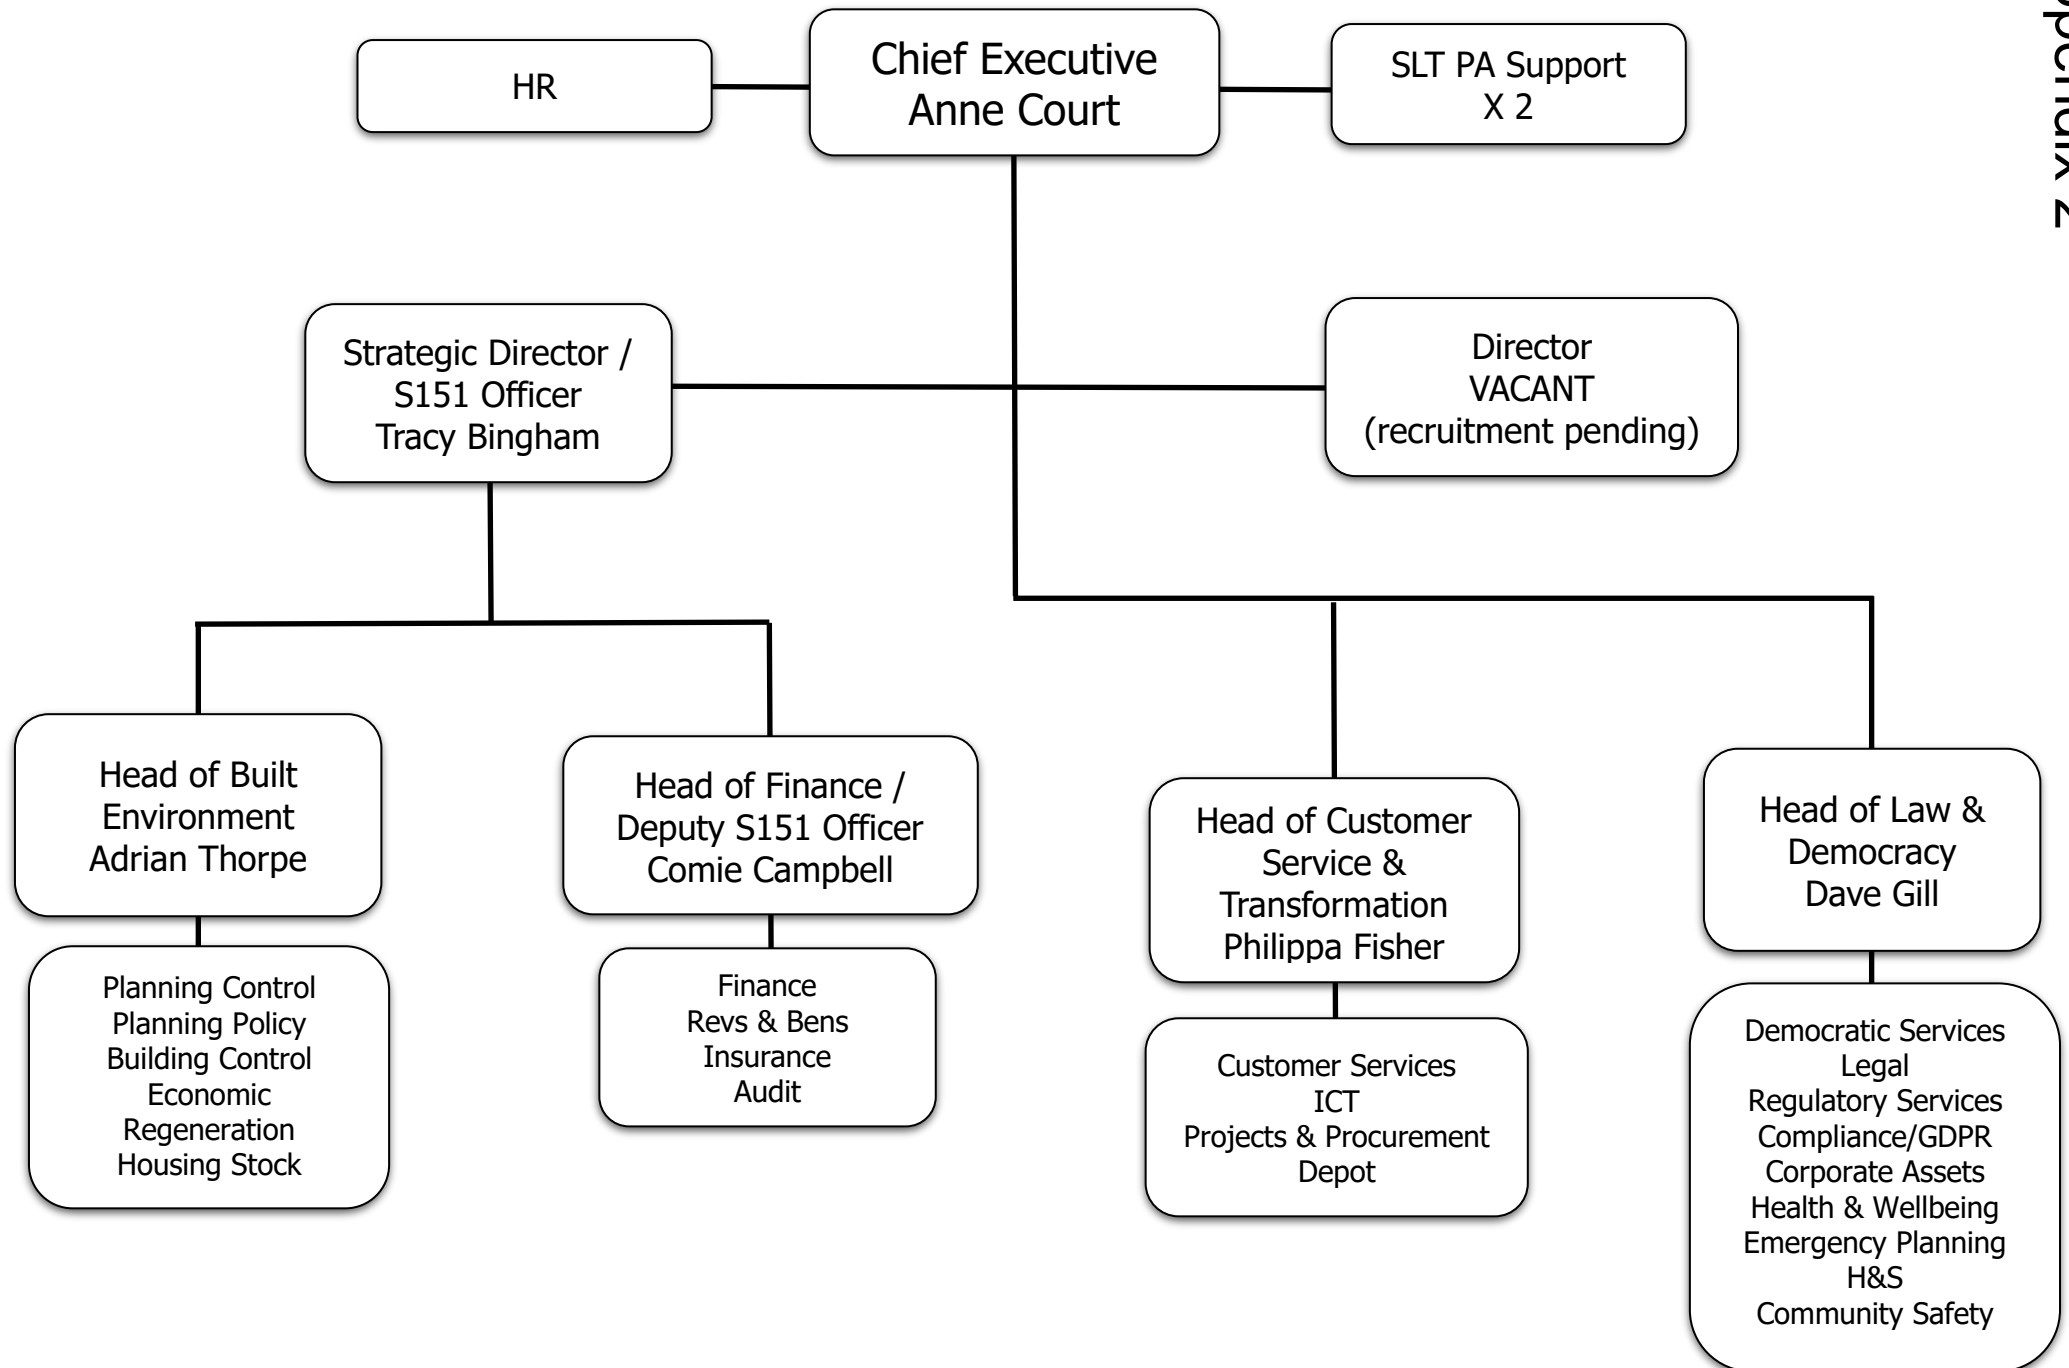 HR
Chief Executive
Anne Court
SLT PA Support
X 2
Strategic Director /
S151 Officer
Tracy Bingham
Director
VACANT
(recruitment pending)
Head of Built
Environment
Adrian Thorpe
Head of Finance /
Deputy S151 Officer
Comie Campbell
Head of Customer
Service &
Transformation
Philippa Fisher
Head of Law &
Democracy
Dave Gill
Planning Control
Planning Policy
Building Control
Economic
Regeneration
Housing Stock
Finance
Revs & Bens
Insurance
Audit
Customer Services
ICT
Projects & Procurement
Depot
Democratic Services
Legal
Regulatory Services
Compliance/GDPR
Corporate Assets
Health & Wellbeing
Emergency Planning
H&S
Community Safety